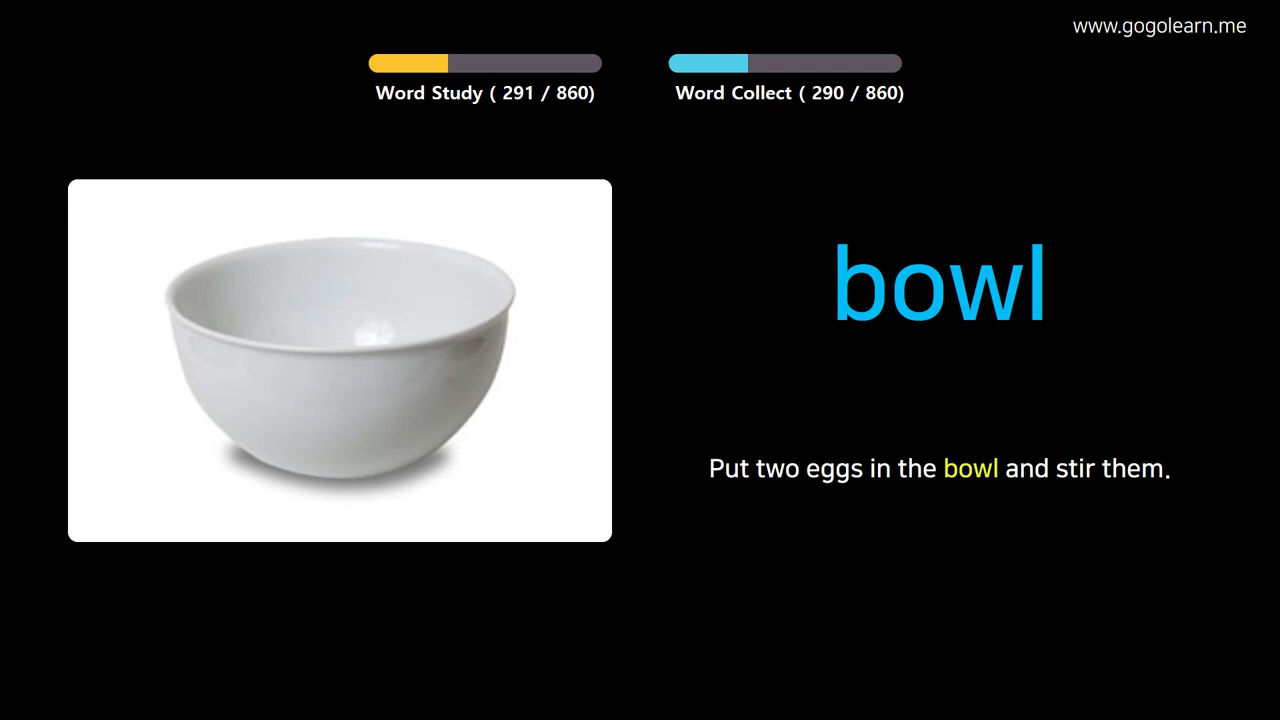 www.gogolearn.me
Word Study ( 291 / 860)
Word Collect ( 290 / 860)
bowl
Put two eggs in the bowl and stir them.